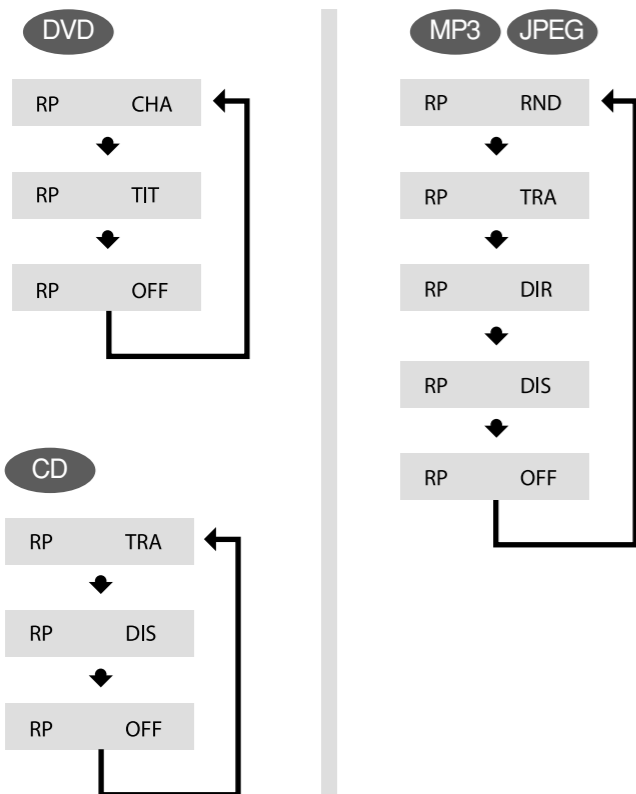 DVD
RP CHA
RP TIT
RP OFF
CD
RP TRA
RP DIS
RP OFF
MP3 JPEG
RP RND
RP TRA
RP DIR
RP DIS
RP OFF